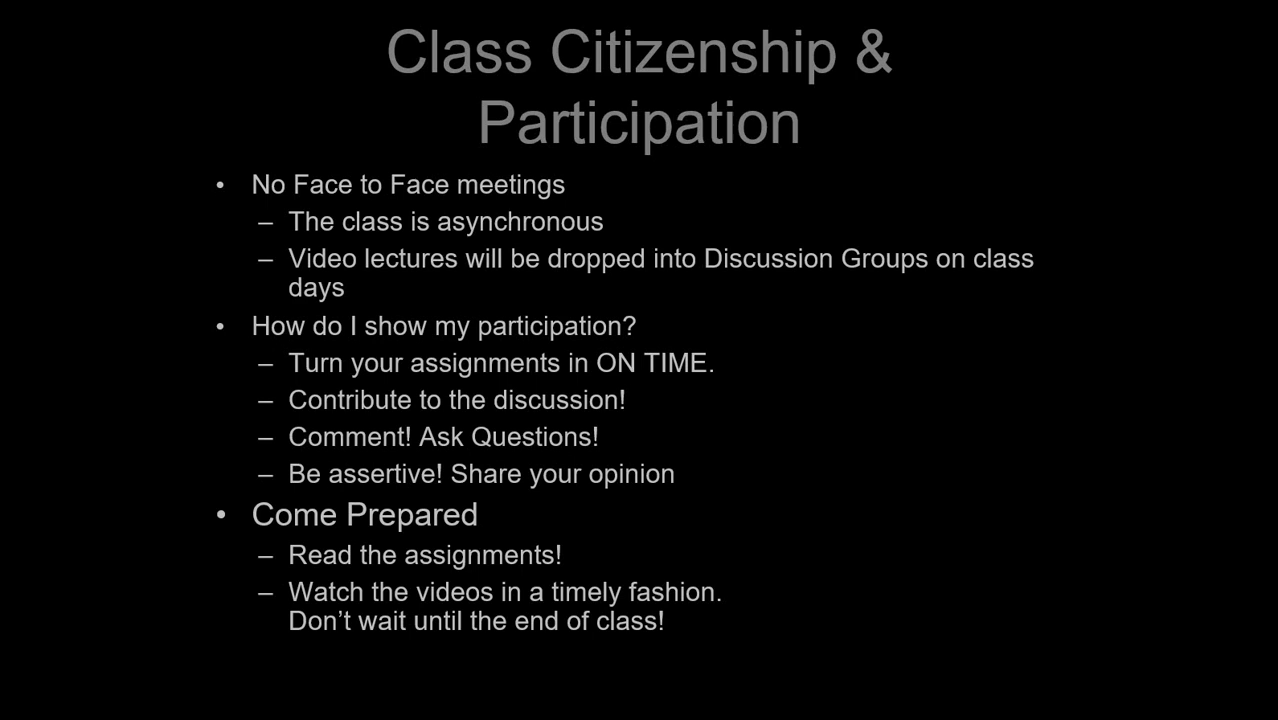 Class Citizenship &
Participation
• No Face to Face meetings
– The class is asynchronous
– Video lectures will be dropped into Discussion Groups on class
days
• How do I show my participation?
– Turn your assignments in ON TIME.
– Contribute to the discussion!
– Comment! Ask Questions!
– Be assertive! Share your opinion
• Come Prepared
– Read the assignments!
– Watch the videos in a timely fashion.
Don’t wait until the end of class!